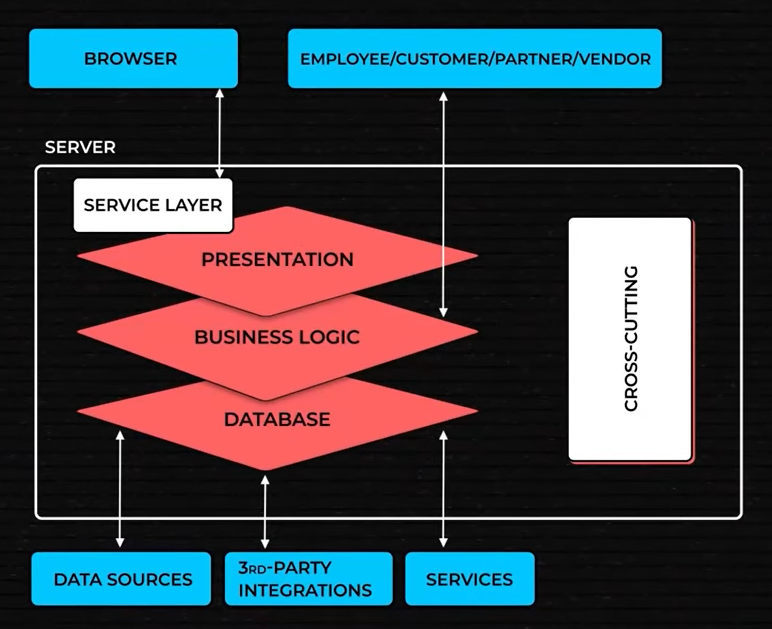 BROWSER
EMPLOYEE/CUSTOMER/PARTNER/VENDOR
SERVER
SERVICE LAYER
PRESENTATION
BUSINESS LOGIC
DATABASE
CROSS-CUTTING
DATA SOURCES
3RD-PARTY
INTEGRATIONS
SERVICES